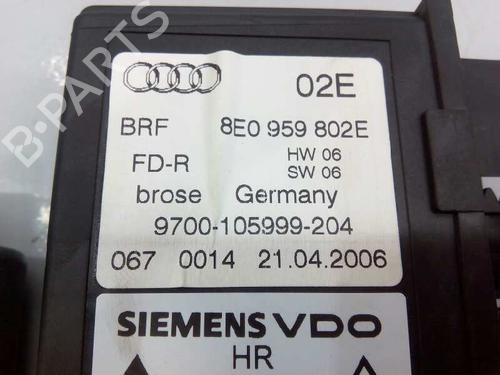 B-PARTS
02E
BRF 8E0 959 802E
FD-R HW 06
SW 06
brose Germany
9700-105999-204
067 0014 21.04.2006
SIEMENS VDO
HR